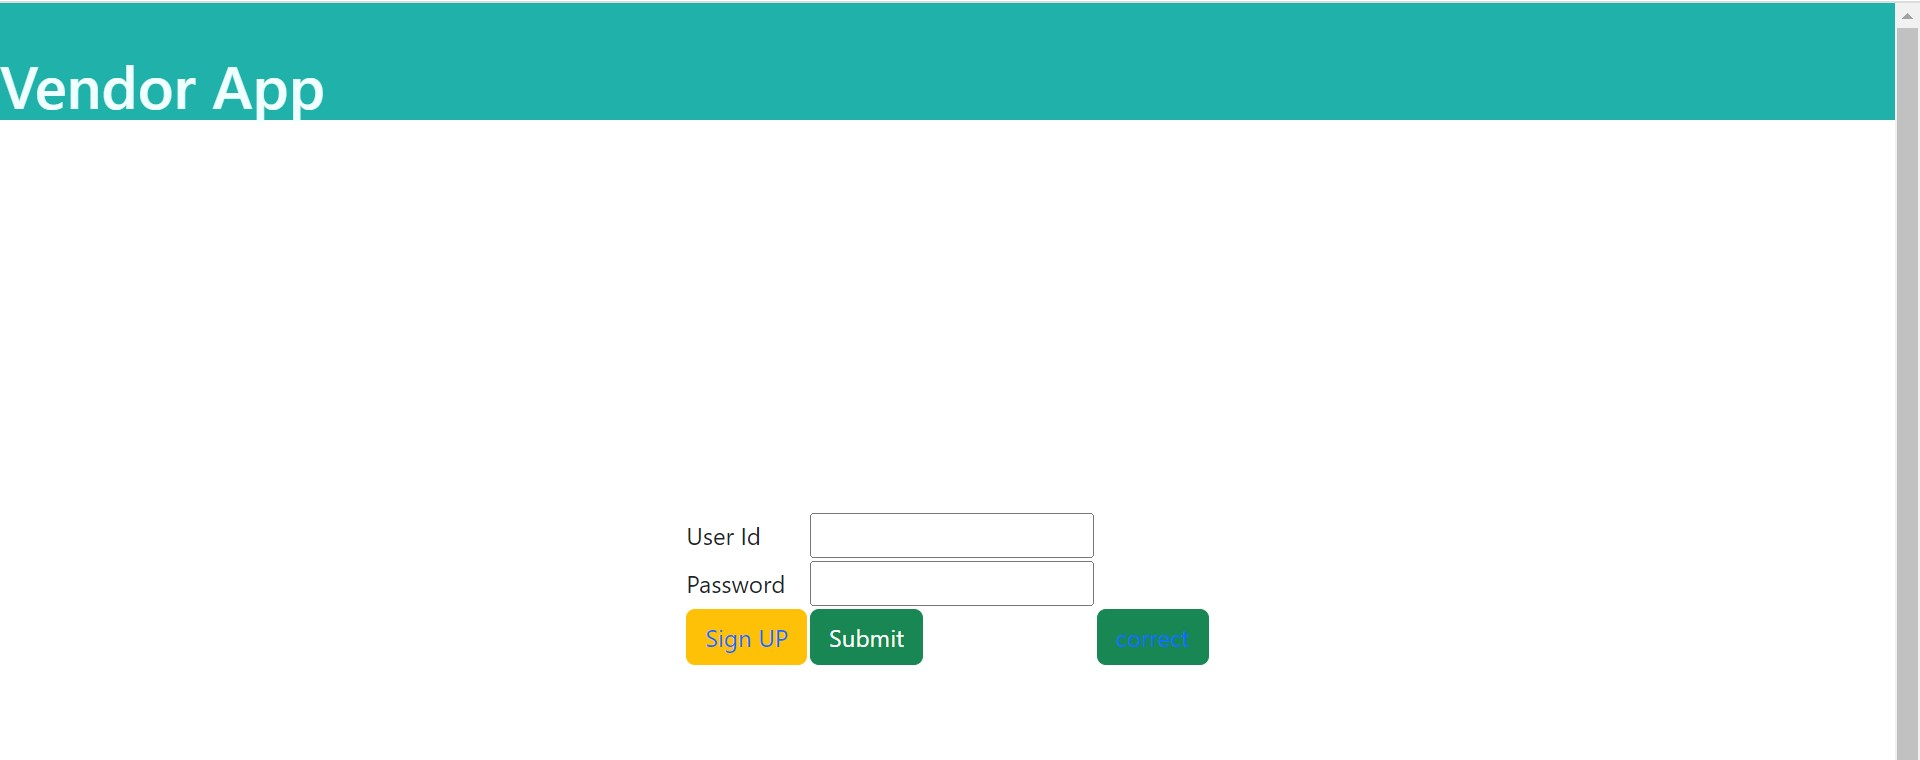 Vendor App
User Id
Password
Sign UP Submit correct